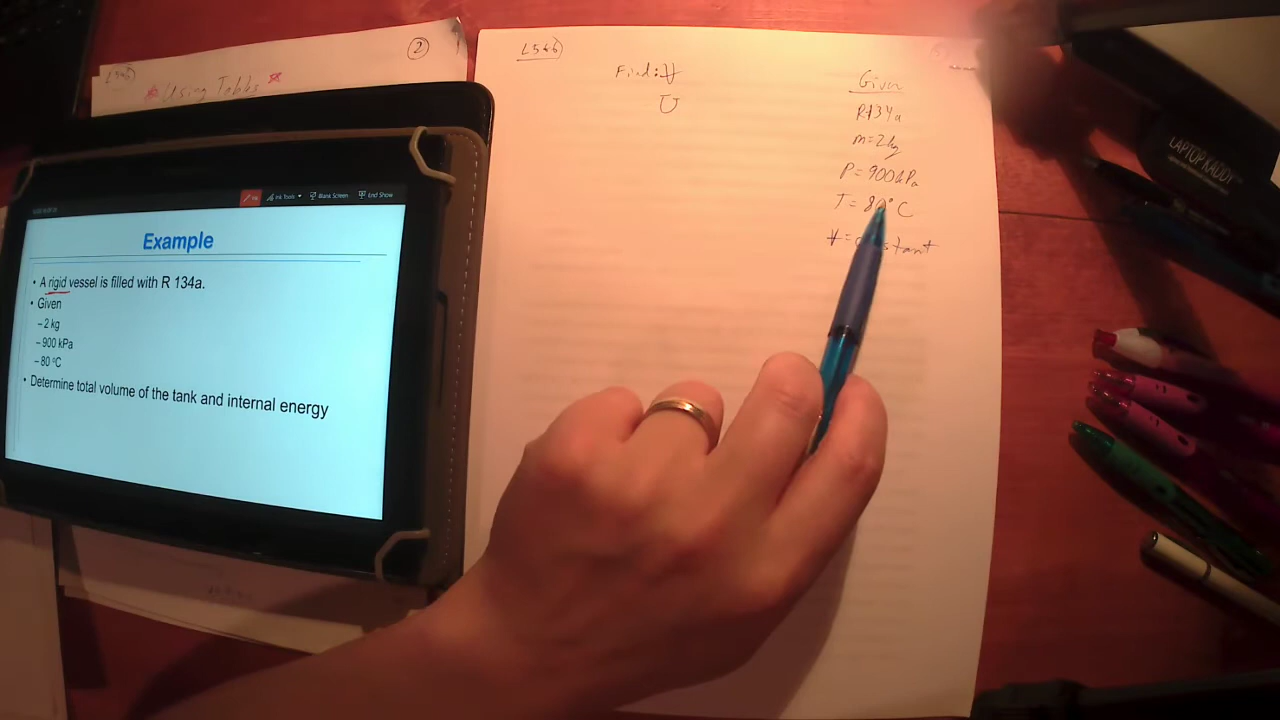 L5#6
②
Using Tables
Ink Tools
Blank Screen
End Show
Example
• A rigid vessel is filled with R 134a.
• Given
– 2 kg
– 900 kPa
– 80 °C
• Determine total volume of the tank and internal energy
L5#6
Find: V
U
Given
R134a
m=2kg
P=900kPa
T=80°C
V=constant
LAPTOP KADDY